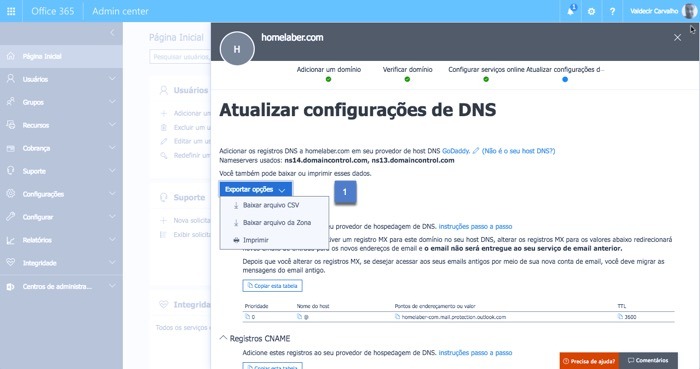 Office 365
Admin center
1
?
Valdecir Carvalho
Página Inicial
Usuários
Grupos
Recursos
Cobrança
Suporte
Configurações
Configurar
Relatórios
Integridade
Centros de administra...
Página Inicial
Pesquisar usuários,
Usuários
Adicionar um
Excluir um u
Editar um u
Redefinir um
Suporte
Nova solicita
Exibir solicit
Integrida
Todos os serviços
H
homelaber.com
Adicionar um domínio
Verificar domínio
Configurar serviços online
Atualizar configurações d...
Atualizar configurações de DNS
Adicionar os registros DNS a homelaber.com em seu provedor de host DNS GoDaddy. (Não é o seu host DNS?)
Nameservers usados: ns14.domaincontrol.com, ns13.domaincontrol.com
Você também pode baixar ou imprimir esses dados.
Exportar opções
1
Baixar arquivo CSV
Baixar arquivo da Zona
Imprimir
u provedor de hospedagem de DNS. instruções passo a passo
iver um registro MX para este domínio no seu host DNS, alterar os registros MX para os valores abaixo redirecionará
para os novos endereços de email e o email não será entregue ao seu serviço de email anterior.
Depois que você alterar os registros MX, se desejar acessar aos seus emails antigos por meio de sua nova conta de email, você deve migrar as
mensagens do email antigo.
Copiar esta tabela
Prioridade Nome do host Pontos de endereçamento ou valor TTL
0 @ homelaber-com.mail.protection.outlook.com 3600
Registros CNAME
Adicione estes registros ao seu provedor de hospedagem de DNS. instruções passo a passo
Copiar esta tabela
Precisa de ajuda?
Comentários